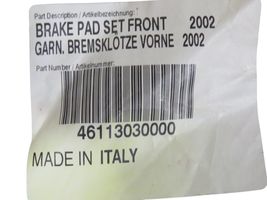 Part Description / Artikelbezeichnung:
BRAKE PAD SET FRONT 2002
GARN. BREMSKLÖTZE VORNE 2002
Part Number / Artikelnummer:
46113030000
MADE IN ITALY